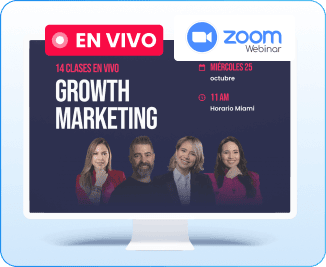 EN VIVO
zoom
Webinar
14 CLASES EN VIVO
GROWTH
MARKETING
MIÉRCOLES 25
octubre
11 AM
Horario Miami